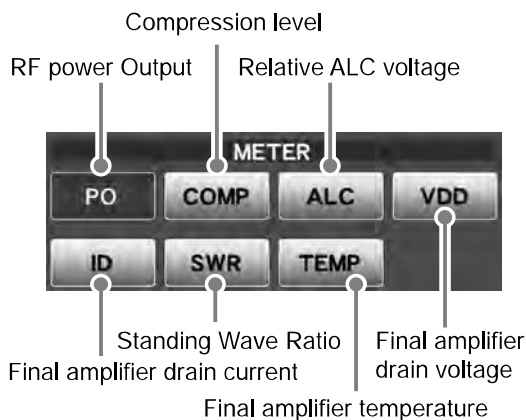 Compression level
RF power Output
Relative ALC voltage
METER
PO
COMP
ALC
VDD
ID
SWR
TEMP
Standing Wave Ratio
Final amplifier drain current
Final amplifier
drain voltage
Final amplifier temperature